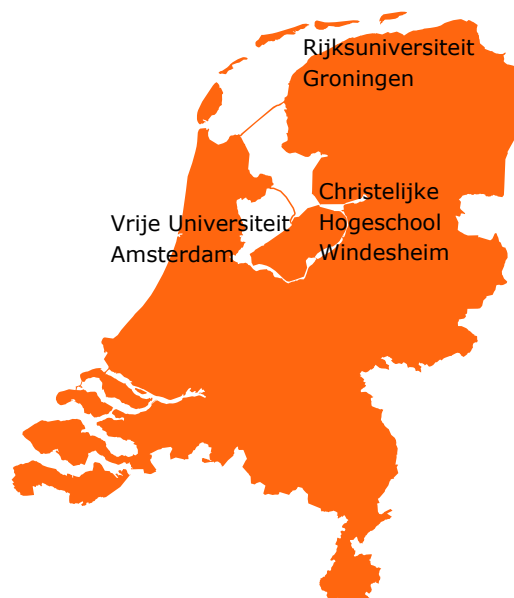 Rijksuniversiteit
Groningen
Christelijke
Hogeschool
Windesheim
Vrije Universiteit
Amsterdam